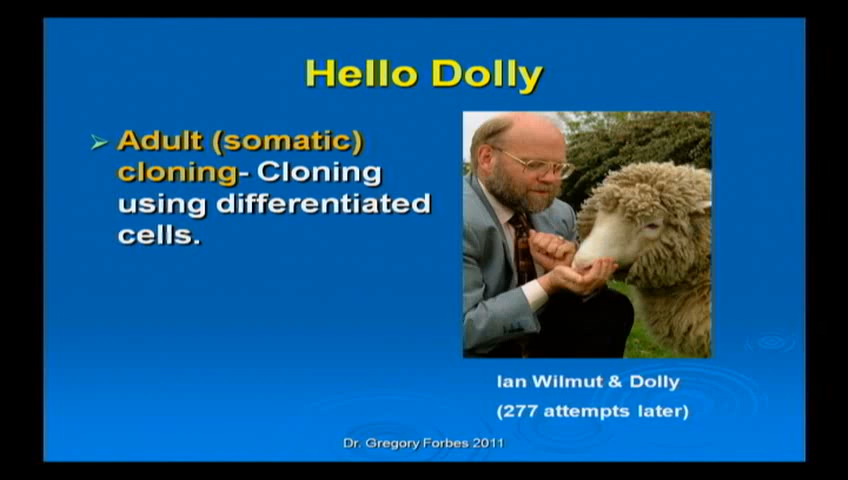 Hello Dolly
Adult (somatic)
cloning- Cloning
using differentiated
cells.
Ian Wilmut & Dolly
(277 attempts later)
Dr. Gregory Forbes 2011